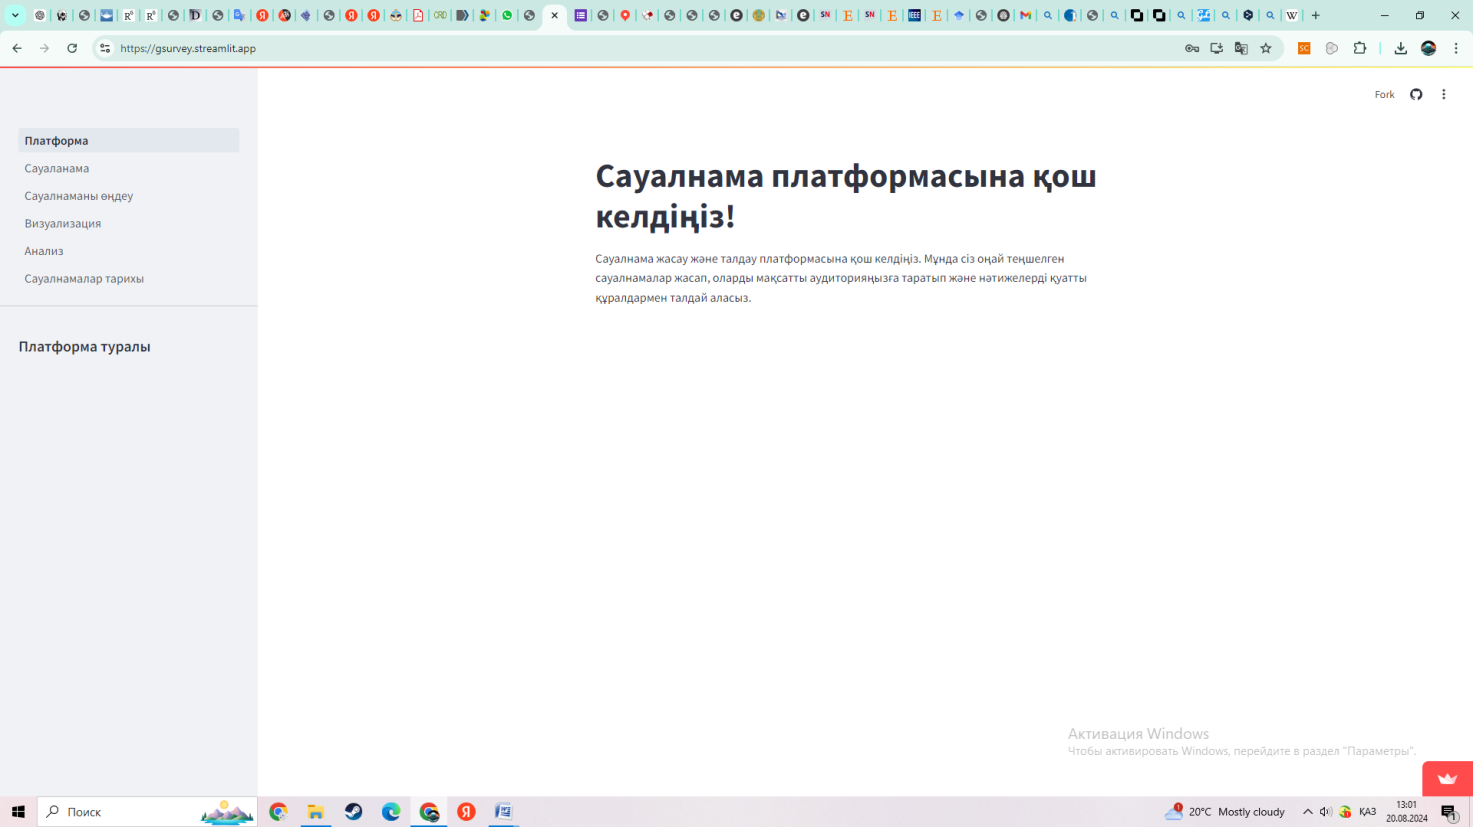 https://gsurvey.streamlit.app
Fork
Платформа
Сауаланама
Сауалнаманы өңдеу
Визуализация
Анализ
Сауалнамалар тарихы
Платформа туралы
Сауалнама платформасына қош
келдіңіз!
Сауалнама жасау және талдау платформасына қош келдіңіз. Мұнда сіз оңай теңшелген
сауалнамалар жасап, оларды мақсатты аудиторияңызға таратып және нәтижелерді қуатты
құралдармен талдай аласыз.
Активация Windows
Чтобы активировать Windows, перейдите в раздел "Параметры".
Поиск
20°C Mostly cloudy
ҚАЗ
13:01
20.08.2024